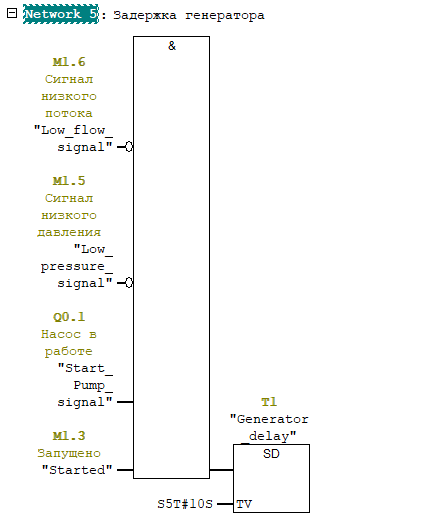 Network 5: Задержка генератора
&
M1.6
Сигнал
низкого
потока
"Low_flow_
signal"
M1.5
Сигнал
низкого
давления
"Low_
pressure_
signal"
Q0.1
Насос в
работе
"Start_
Pump_
signal"
M1.3
Запущено
"Started"
T1
"Generator
_delay"
SD
S5T#10S TV